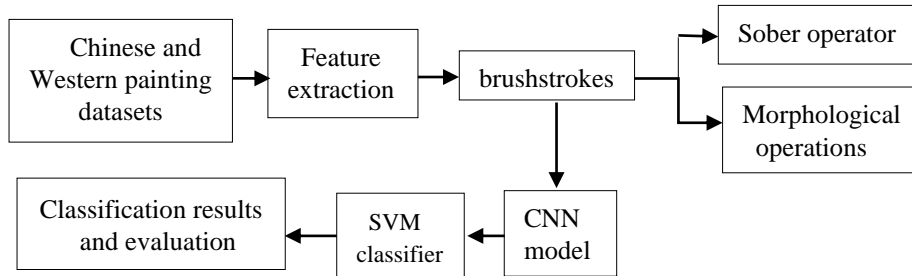 Chinese and
Western painting
datasets
Feature
extraction
brushstrokes
Sober operator
Morphological
operations
CNN
model
SVM
classifier
Classification results
and evaluation